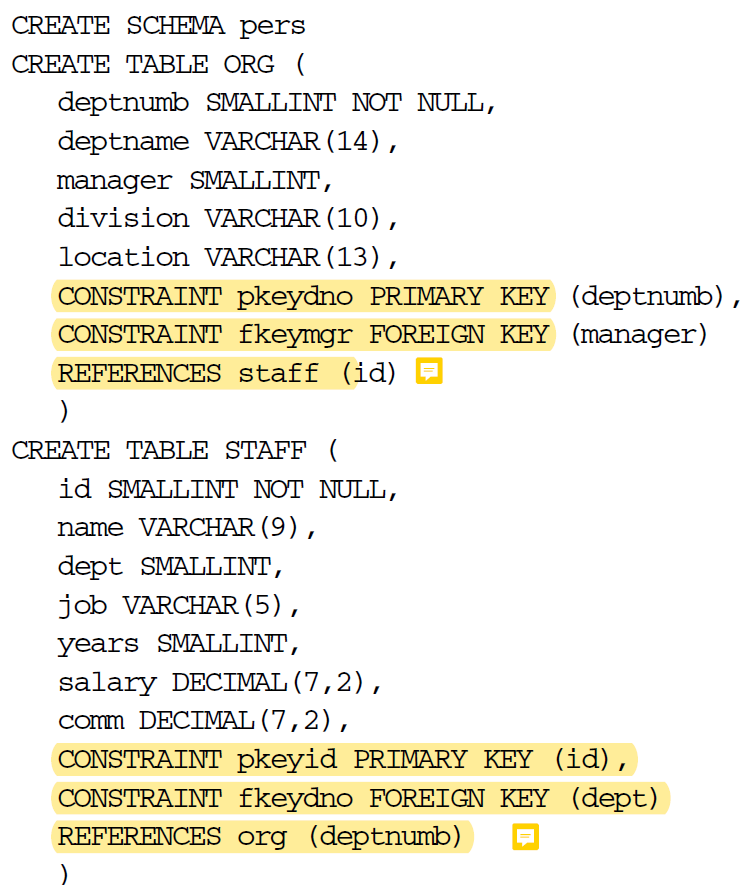 CREATE SCHEMA pers
CREATE TABLE ORG (
deptnumb SMALLINT NOT NULL,
deptname VARCHAR(14),
manager SMALLINT,
division VARCHAR(10),
location VARCHAR(13),
CONSTRAINT pkeydno PRIMARY KEY (deptnumb),
CONSTRAINT fkeymgr FOREIGN KEY (manager)
REFERENCES staff (id)
)
CREATE TABLE STAFF (
id SMALLINT NOT NULL,
name VARCHAR(9),
dept SMALLINT,
job VARCHAR(5),
years SMALLINT,
salary DECIMAL(7,2),
comm DECIMAL(7,2),
CONSTRAINT pkeyid PRIMARY KEY (id),
CONSTRAINT fkeydno FOREIGN KEY (dept)
REFERENCES org (deptnumb)
)